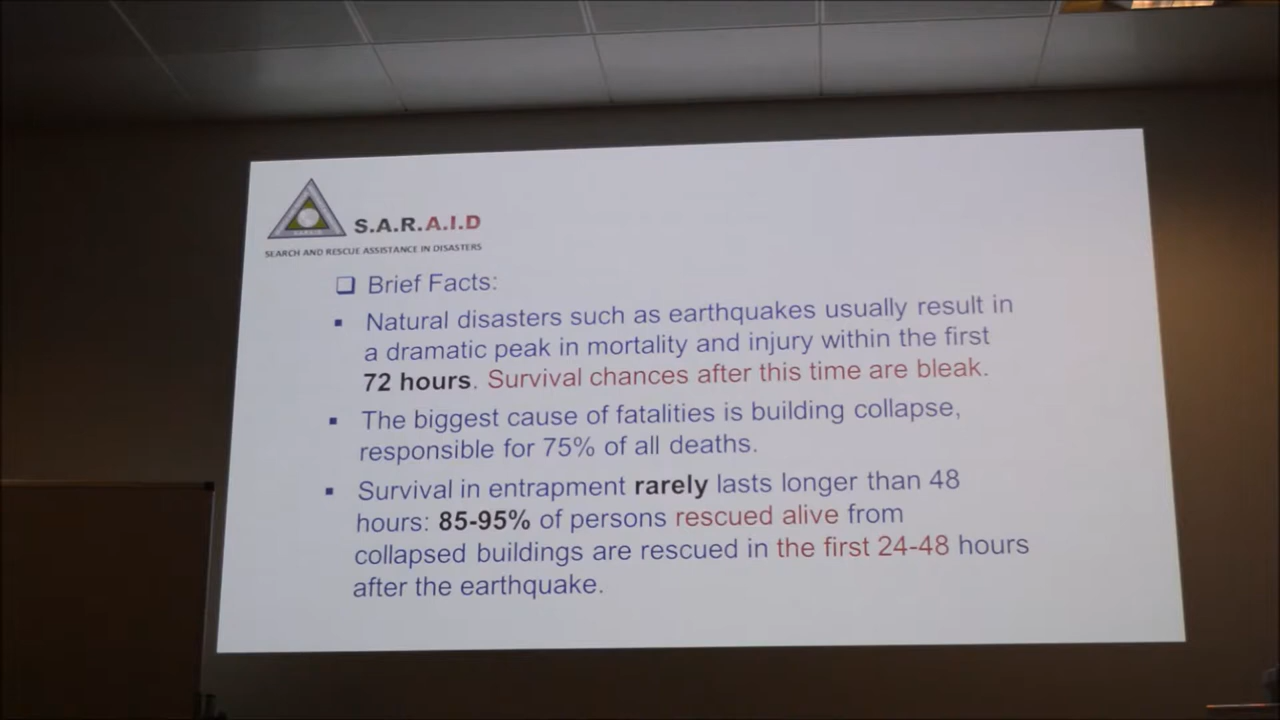 S.A.R.A.I.D
SEARCH AND RESCUE ASSISTANCE IN DISASTERS
❑ Brief Facts:
▪ Natural disasters such as earthquakes usually result in
a dramatic peak in mortality and injury within the first
72 hours. Survival chances after this time are bleak.
▪ The biggest cause of fatalities is building collapse,
responsible for 75% of all deaths.
▪ Survival in entrapment rarely lasts longer than 48
hours: 85-95% of persons rescued alive from
collapsed buildings are rescued in the first 24-48 hours
after the earthquake.